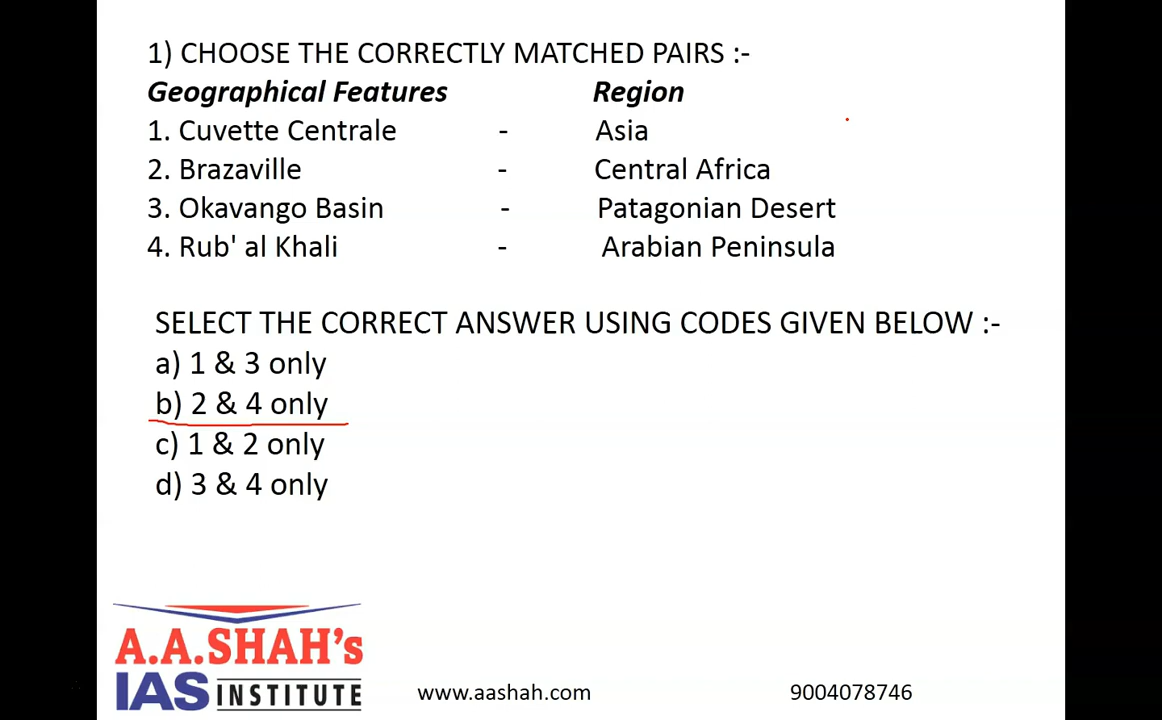 1) CHOOSE THE CORRECTLY MATCHED PAIRS :-
Geographical Features Region
1. Cuvette Centrale - Asia
2. Brazaville - Central Africa
3. Okavango Basin - Patagonian Desert
4. Rub' al Khali - Arabian Peninsula
SELECT THE CORRECT ANSWER USING CODES GIVEN BELOW :-
a) 1 & 3 only
b) 2 & 4 only
c) 1 & 2 only
d) 3 & 4 only
A.A.SHAH's
IAS INSTITUTE www.aashah.com 9004078746